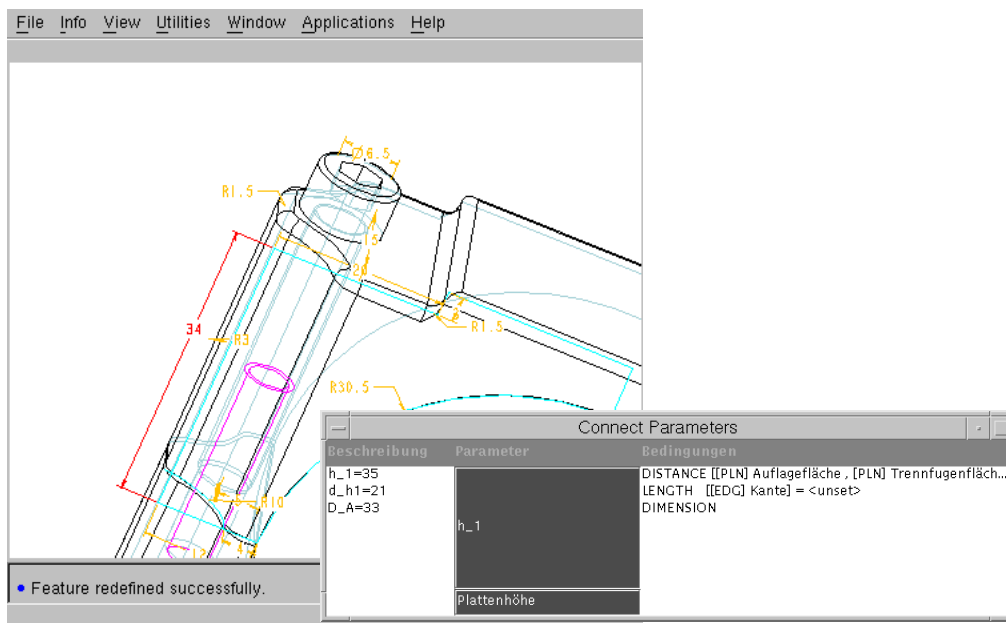 File Info View Utilities Window Applications Help
Ø6.5
R1.5
15
20
R1.5
34
R3
R30.5
R10
12
4
Connect Parameters
Beschreibung Parameter Bedingungen
h_1=35
d_h1=21
D_A=33
h_1
Plattenhöhe
DISTANCE [[PLN] Auflagefläche , [PLN] Trennfugenfläch...
LENGTH [[EDG] Kante] = <unset>
DIMENSION
• Feature redefined successfully.